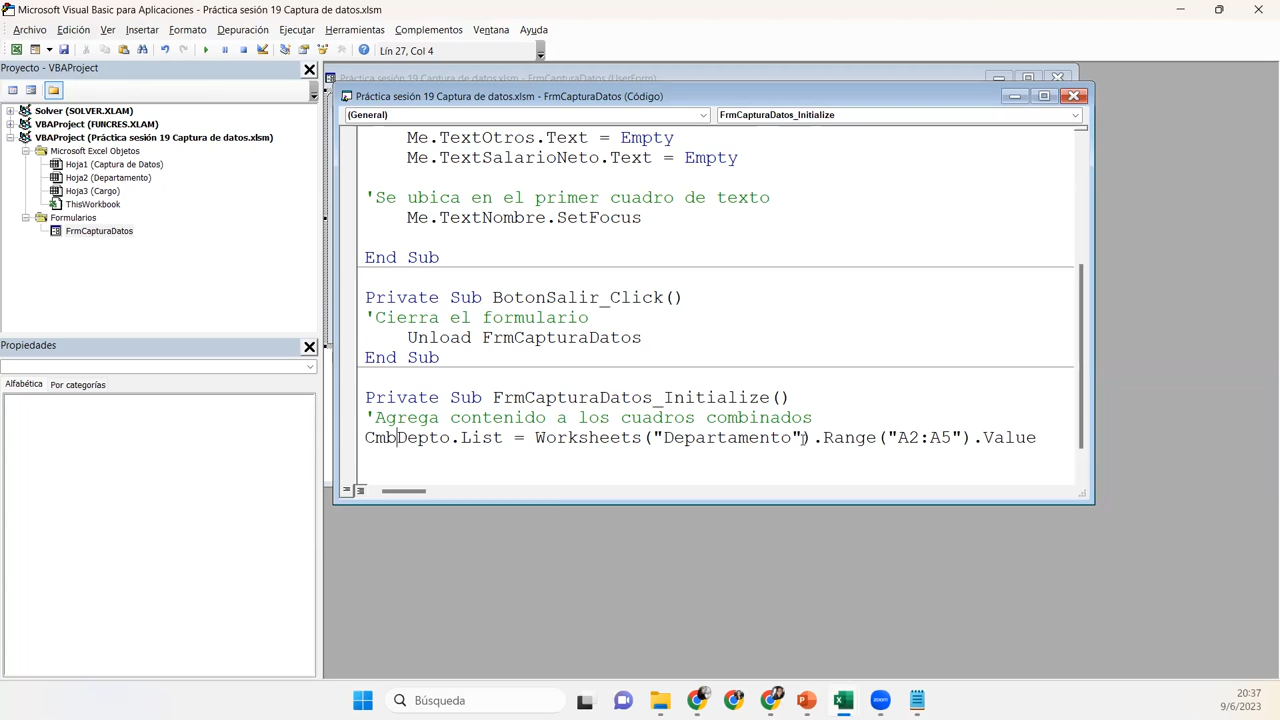 Microsoft Visual Basic para Aplicaciones - Práctica sesión 19 Captura de datos.xlsm
Archivo Edición Ver Insertar Formato Depuración Ejecutar Herramientas Complementos Ventana Ayuda
Lín 27, Col 4
Proyecto - VBAProject
Solver (SOLVER.XLAM)
VBAProject (FUNCRES.XLAM)
VBAProject (Práctica sesión 19 Captura de datos.xlsm)
Microsoft Excel Objetos
Hoja1 (Captura de Datos)
Hoja2 (Departamento)
Hoja3 (Cargo)
ThisWorkbook
Formularios
FrmCapturaDatos
Propiedades
Alfabética Por categorías
Práctica sesión 19 Captura de datos.xlsm - FrmCapturaDatos (UserForm)
Práctica sesión 19 Captura de datos.xlsm - FrmCapturaDatos (Código)
(General) FrmCapturaDatos_Initialize
Me.TextOtros.Text = Empty
Me.TextSalarioNeto.Text = Empty
'Se ubica en el primer cuadro de texto
Me.TextNombre.SetFocus
End Sub
Private Sub BotonSalir_Click()
'Cierra el formulario
Unload FrmCapturaDatos
End Sub
Private Sub FrmCapturaDatos_Initialize()
'Agrega contenido a los cuadros combinados
CmbDepto.List = Worksheets("Departamento").Range("A2:A5").Value
Búsqueda
20:37
9/6/2023